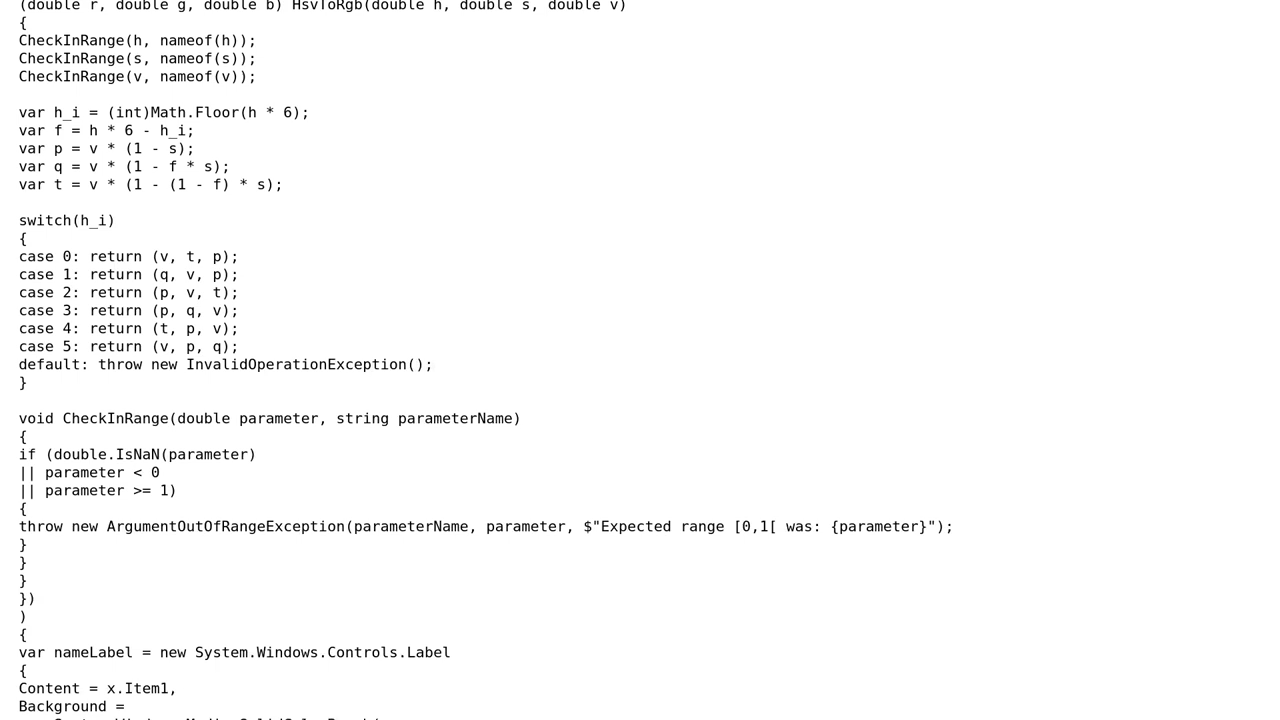 (double r, double g, double b) HsvToRgb(double h, double s, double v)
{
CheckInRange(h, nameof(h));
CheckInRange(s, nameof(s));
CheckInRange(v, nameof(v));
var h_i = (int)Math.Floor(h * 6);
var f = h * 6 - h_i;
var p = v * (1 - s);
var q = v * (1 - f * s);
var t = v * (1 - (1 - f) * s);
switch(h_i)
{
case 0: return (v, t, p);
case 1: return (q, v, p);
case 2: return (p, v, t);
case 3: return (p, q, v);
case 4: return (t, p, v);
case 5: return (v, p, q);
default: throw new InvalidOperationException();
}
void CheckInRange(double parameter, string parameterName)
{
if (double.IsNaN(parameter)
|| parameter < 0
|| parameter >= 1)
{
throw new ArgumentOutOfRangeException(parameterName, parameter, $"Expected range [0,1[ was: {parameter}");
}
}
}
})
)
{
var nameLabel = new System.Windows.Controls.Label
{
Content = x.Item1,
Background =